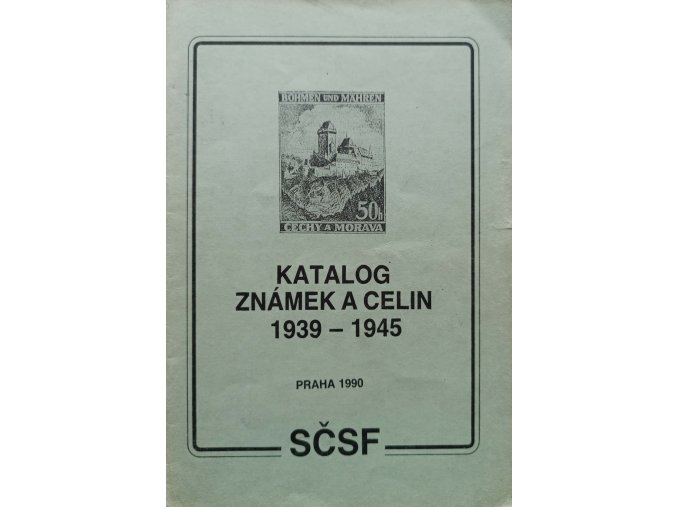 BÖHMEN UND MÄHREN
50h
ČECHY A MORAVA
KATALOG
ZNÁMEK A CELIN
1939 – 1945
PRAHA 1990
SČSF